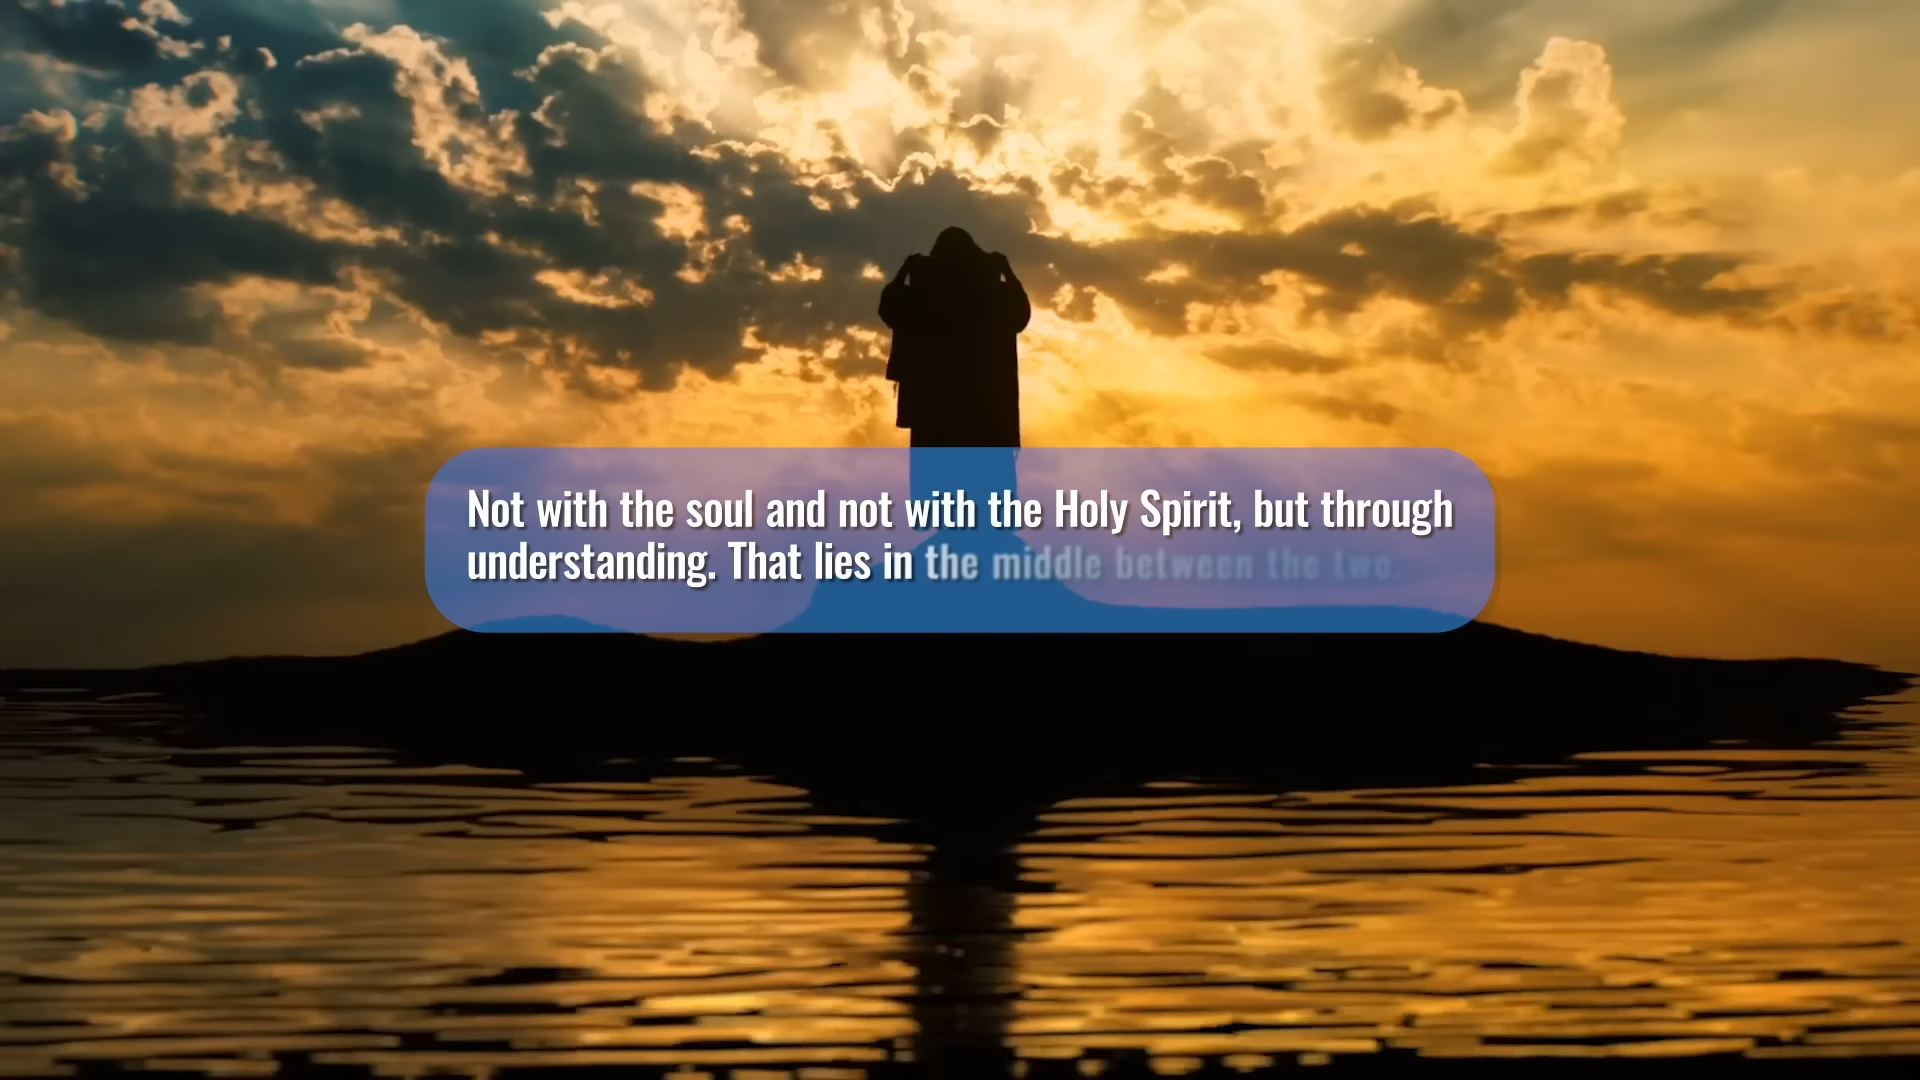 Not with the soul and not with the Holy Spirit, but through
understanding. That lies in the middle between the two.